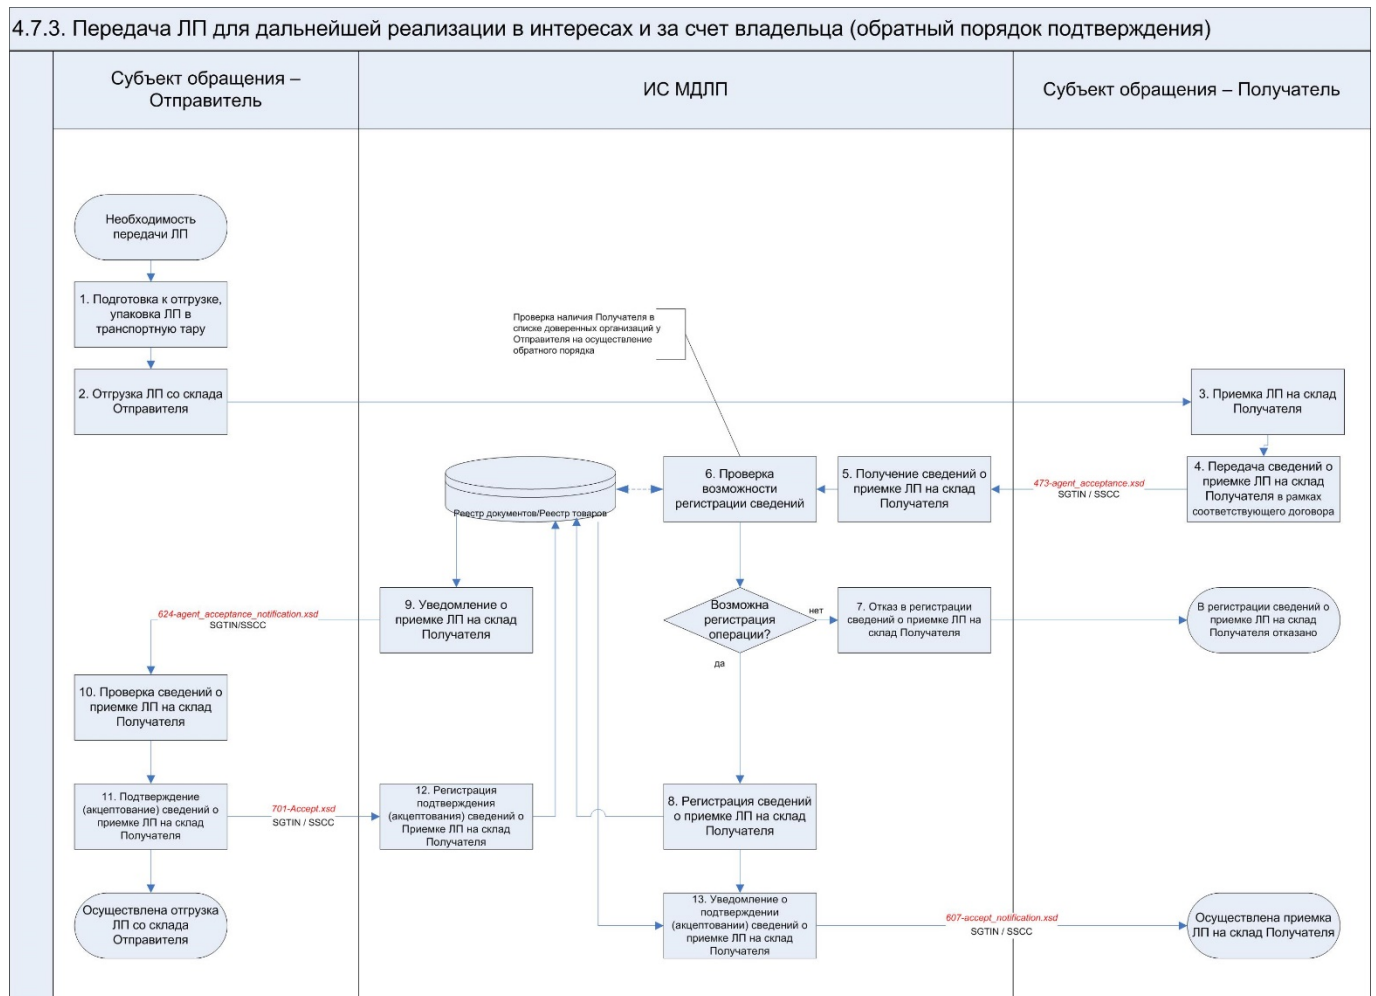 4.7.3. Передача ЛП для дальнейшей реализации в интересах и за счет владельца (обратный порядок подтверждения)
Субъект обращения –
Отправитель
ИС МДЛП
Субъект обращения – Получатель
Необходимость
передачи ЛП
1. Подготовка к отгрузке,
упаковка ЛП в
транспортную тару
2. Отгрузка ЛП со склада
Отправителя
3. Приемка ЛП на склад
Получателя
Проверка наличия Получателя в
списке доверенных организаций у
Отправителя на осуществление
обратного порядка
4. Передача сведений о
приемке ЛП на склад
Получателя в рамках
соответствующего договора
473-agent_acceptance.xsd
SGTIN / SSCC
5. Получение сведений о
приемке ЛП на склад
Получателя
6. Проверка
возможности
регистрации сведений
Реестр документов/Реестр товаров
Возможна
регистрация
операции?
нет
да
7. Отказ в регистрации
сведений о приемке ЛП на
склад Получателя
В регистрации сведений о
приемке ЛП на склад
Получателя отказано
8. Регистрация сведений
о приемке ЛП на склад
Получателя
9. Уведомление о
приемке ЛП на склад
Получателя
624-agent_acceptance_notification.xsd
SGTIN/SSCC
10. Проверка сведений о
приемке ЛП на склад
Получателя
11. Подтверждение
(акцептование) сведений о
приемке ЛП на склад
Получателя
701-Accept.xsd
SGTIN / SSCC
12. Регистрация
подтверждения
(акцептования) сведений о
Приемке ЛП на склад
Получателя
Осуществлена отгрузка
ЛП со склада
Отправителя
13. Уведомление о
подтверждении
(акцептовании) сведений о
приемке ЛП на склад
Получателя
607-accept_notification.xsd
SGTIN / SSCC
Осуществлена приемка
ЛП на склад Получателя